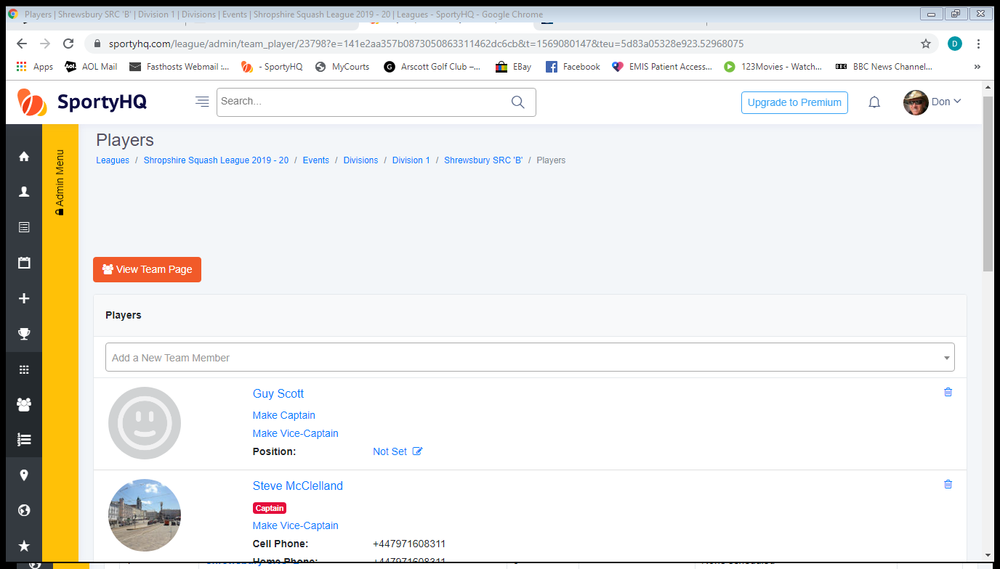 Players | Shrewsbury SRC 'B' | Division 1 | Divisions | Events | Shropshire Squash League 2019 - 20 | Leagues - SportyHQ - Google Chrome
sportyhq.com/league/admin/team_player/23798?e=141e2aa357b0873050863311462dc6cb&t=1569080147&teu=5d83a05328e923.52968075
D
Apps
Aol.
AOL Mail
Fasthosts Webmail :...
- SportyHQ
MyCourts
G
Arscott Golf Club –...
EBay
Facebook
EMIS Patient Access...
123Movies - Watch...
BBC
BBC News Channel...
»
SportyHQ
Search...
Upgrade to Premium
Don
Admin Menu
Players
Leagues / Shropshire Squash League 2019 - 20 / Events / Divisions / Division 1 / Shrewsbury SRC 'B' / Players
View Team Page
Players
Add a New Team Member
Guy Scott
Make Captain
Make Vice-Captain
Position: Not Set
Steve McClelland
Captain
Make Vice-Captain
Cell Phone: +447971608311
Home Phone: +447971608311